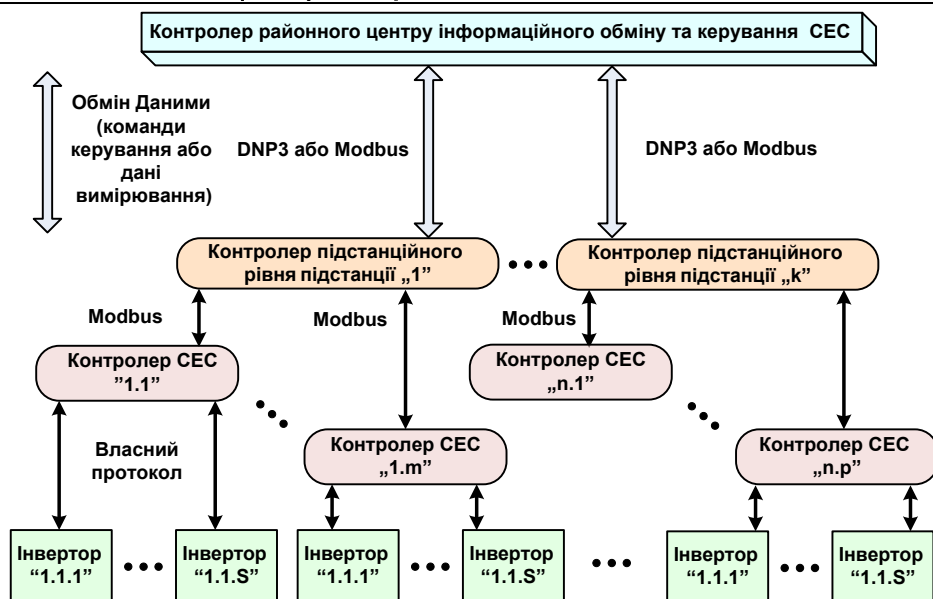 Контролер районного центру інформаційного обміну та керування СЕС
Обмін Даними
(команди
керування або
дані
вимірювання)
DNP3 або Modbus
DNP3 або Modbus
Контролер підстанційного
рівня підстанції „1”
Контролер підстанційного
рівня підстанції „k”
Modbus
Modbus
Modbus
Контролер СЕС
”1.1”
Контролер СЕС
„n.1”
Власний
протокол
Контролер СЕС
„1.m”
Контролер СЕС
„n.p”
Інвертор
“1.1.1”
Інвертор
“1.1.S”
Інвертор
“1.1.1”
Інвертор
“1.1.S”
Інвертор
“1.1.1”
Інвертор
“1.1.S”